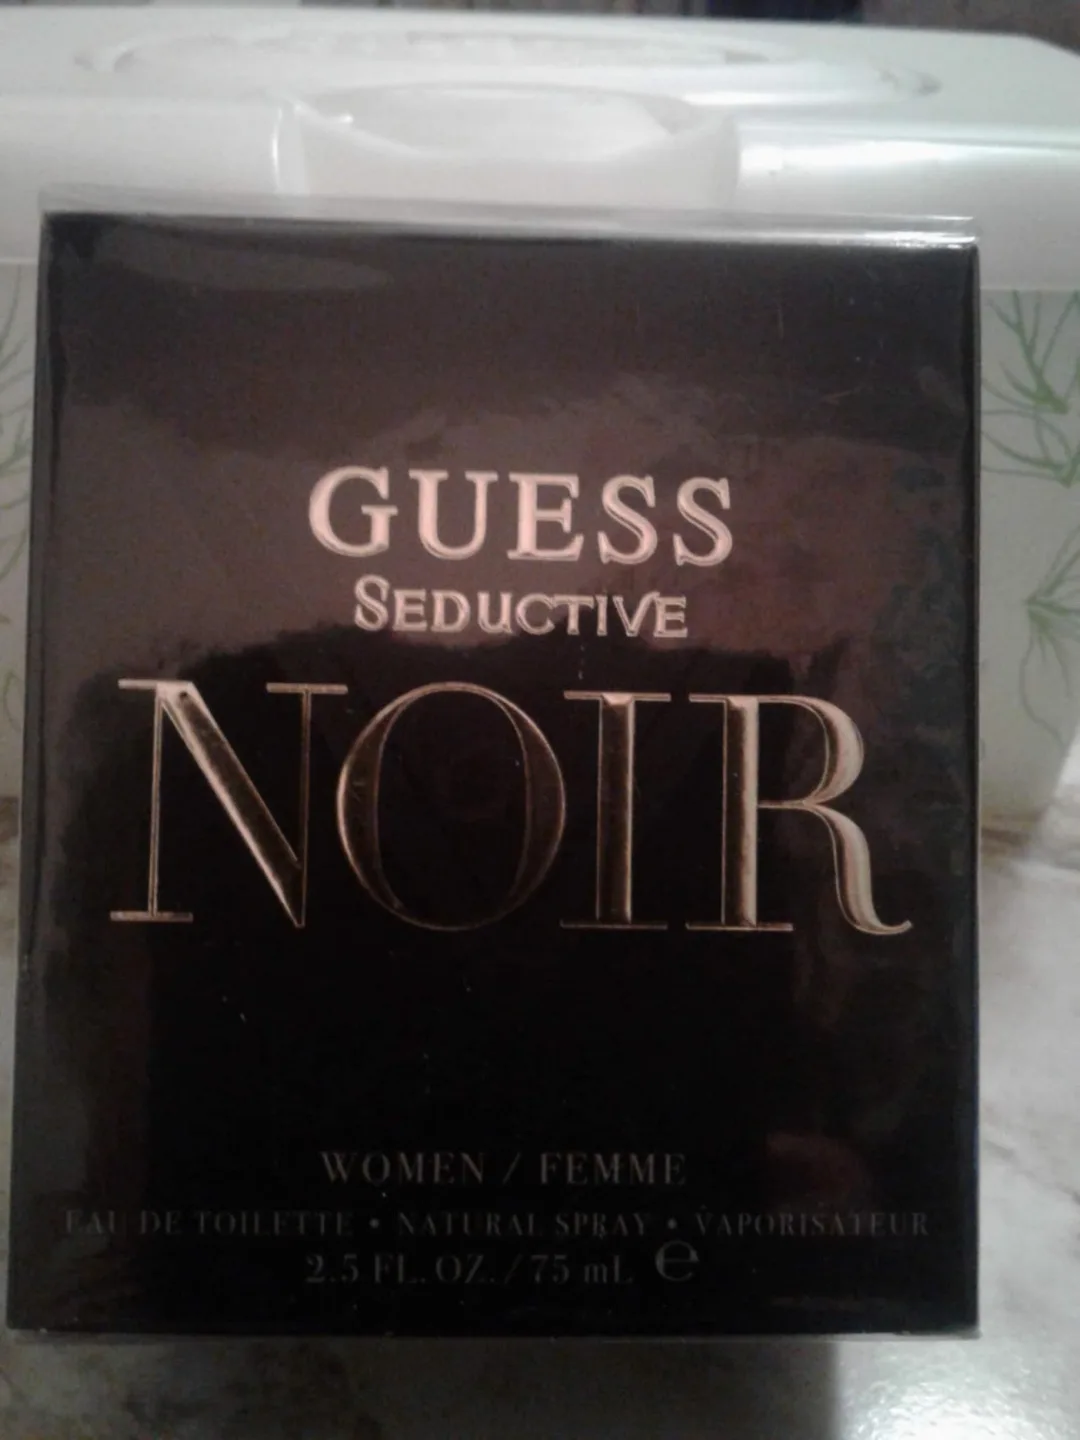 GUESS
SEDUCTIVE
NOIR
WOMEN / FEMME
EAU DE TOILETTE • NATURAL SPRAY • VAPORISATEUR
2.5 FL. OZ. / 75 mL ℮